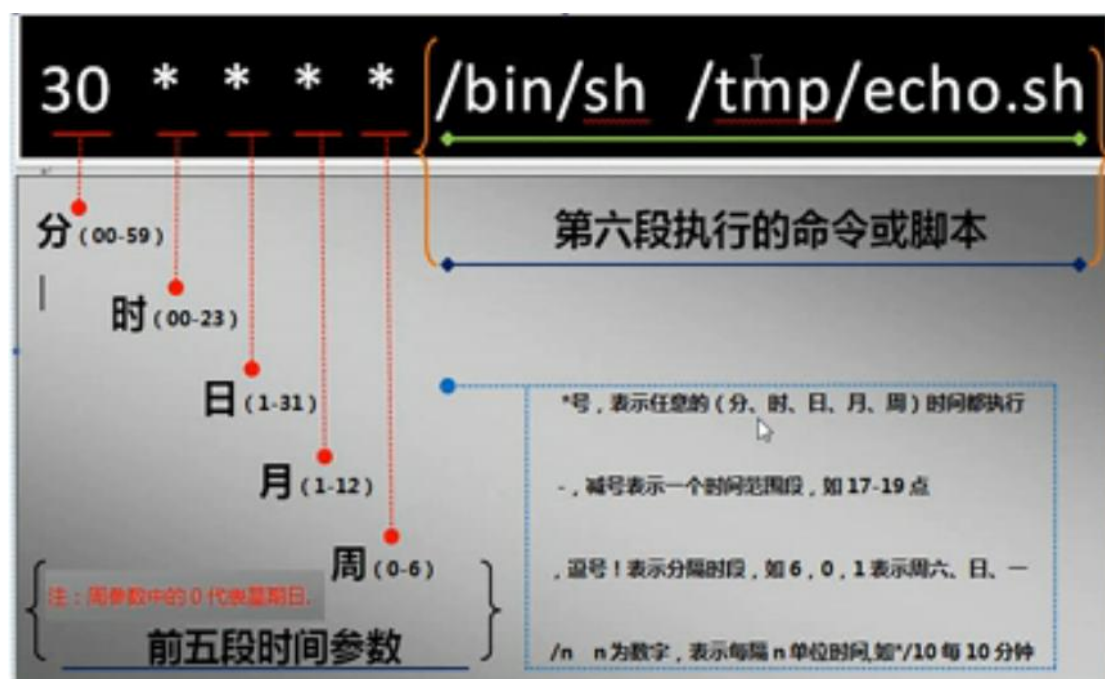 30 * * * * /bin/sh /tmp/echo.sh
分(00-59)
第六段执行的命令或脚本
时(00-23)
日(1-31)
*号，表示任意的（分、时、日、月、周）时间都执行
月(1-12)
-，减号表示一个时间范围段，如17-19点
周(0-6)
，逗号！表示分隔时段，如6，0，1表示周六、日、一
注：周参数中的0代表星期日.
前五段时间参数
/n n为数字，表示每隔n单位时间,如*/10每10分钟